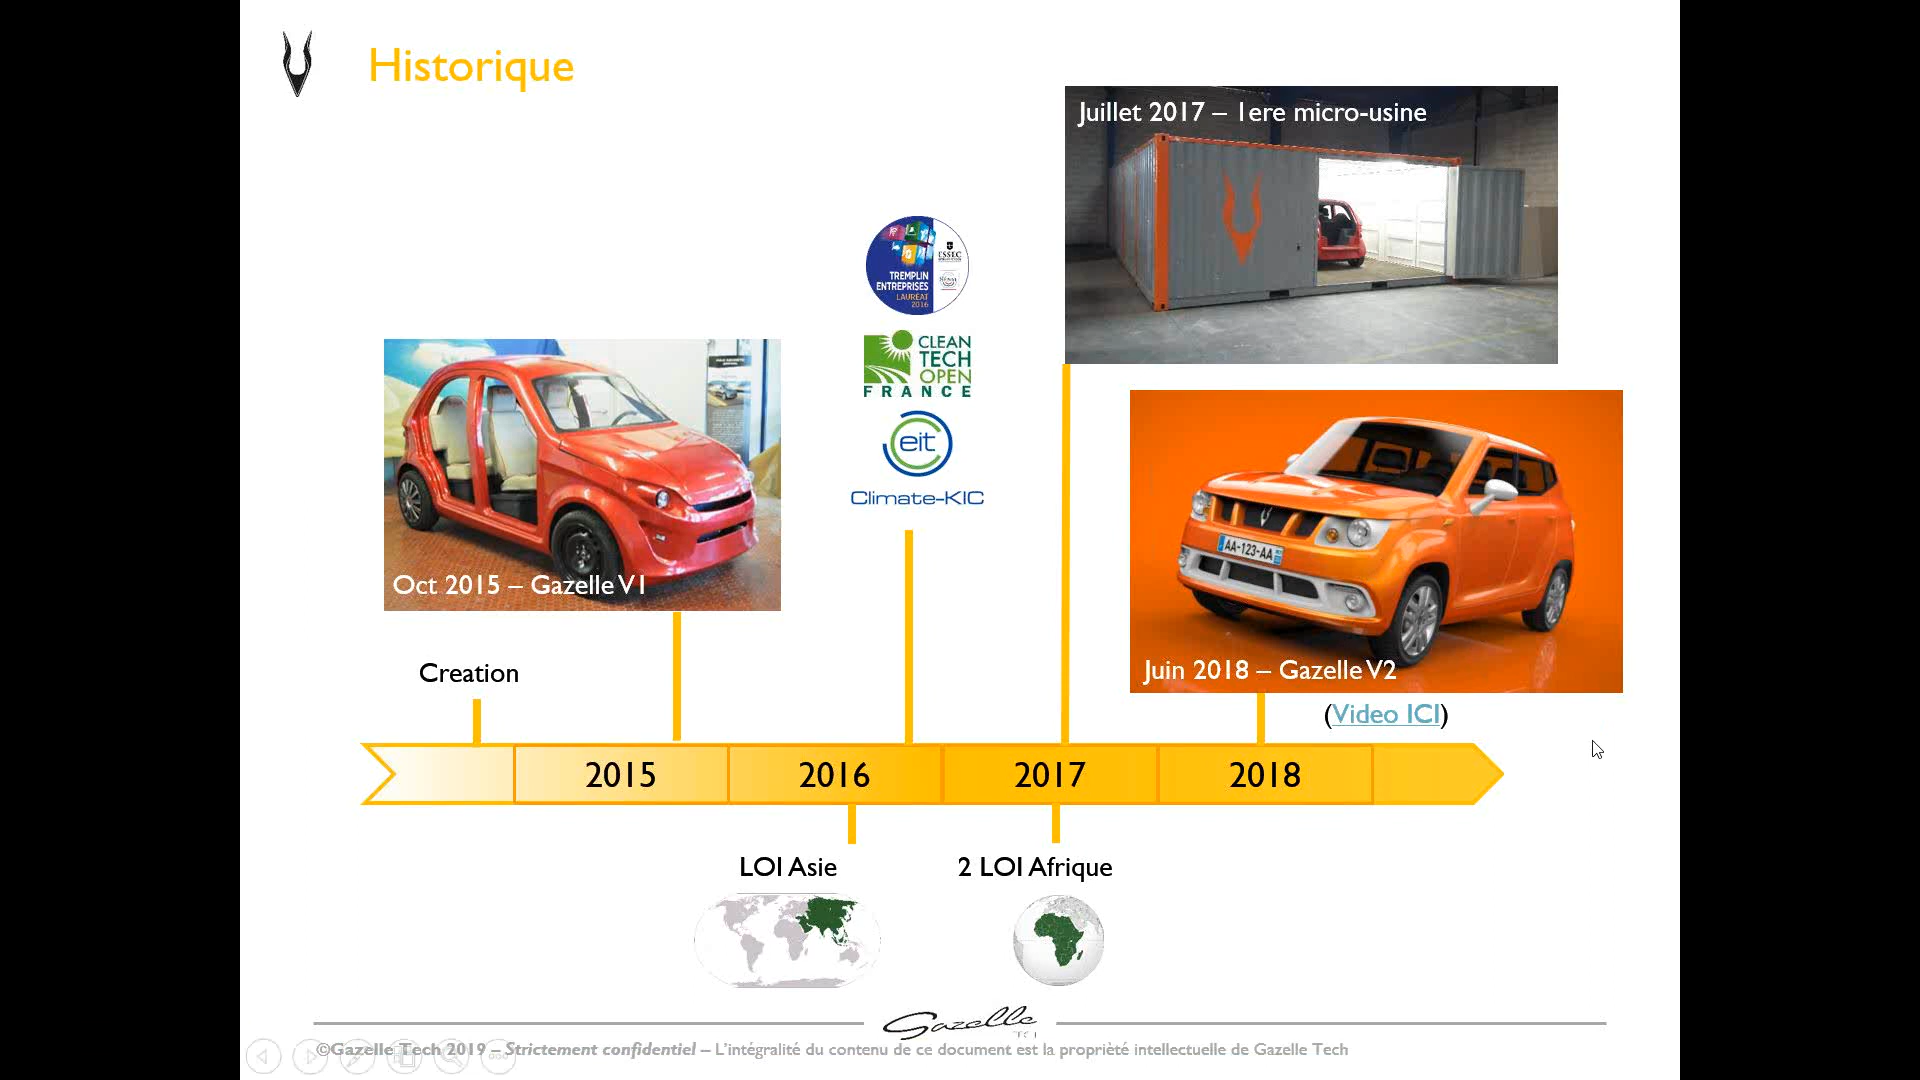 Historique
Juillet 2017 – 1ere micro-usine
TREMPLIN
ENTREPRISES
LAUREAT
2016
ESSEC
CLEAN
TECH
OPEN
FRANCE
eit
Climate-KIC
Oct 2015 – Gazelle V1
AA-123-AA
Juin 2018 – Gazelle V2
(Video ICI)
Creation
2015
2016
2017
2018
LOI Asie
2 LOI Afrique
Gazelle
TECH
©Gazelle Tech 2019 – Strictement confidentiel – L'intégralité du contenu de ce document est la propriété intellectuelle de Gazelle Tech